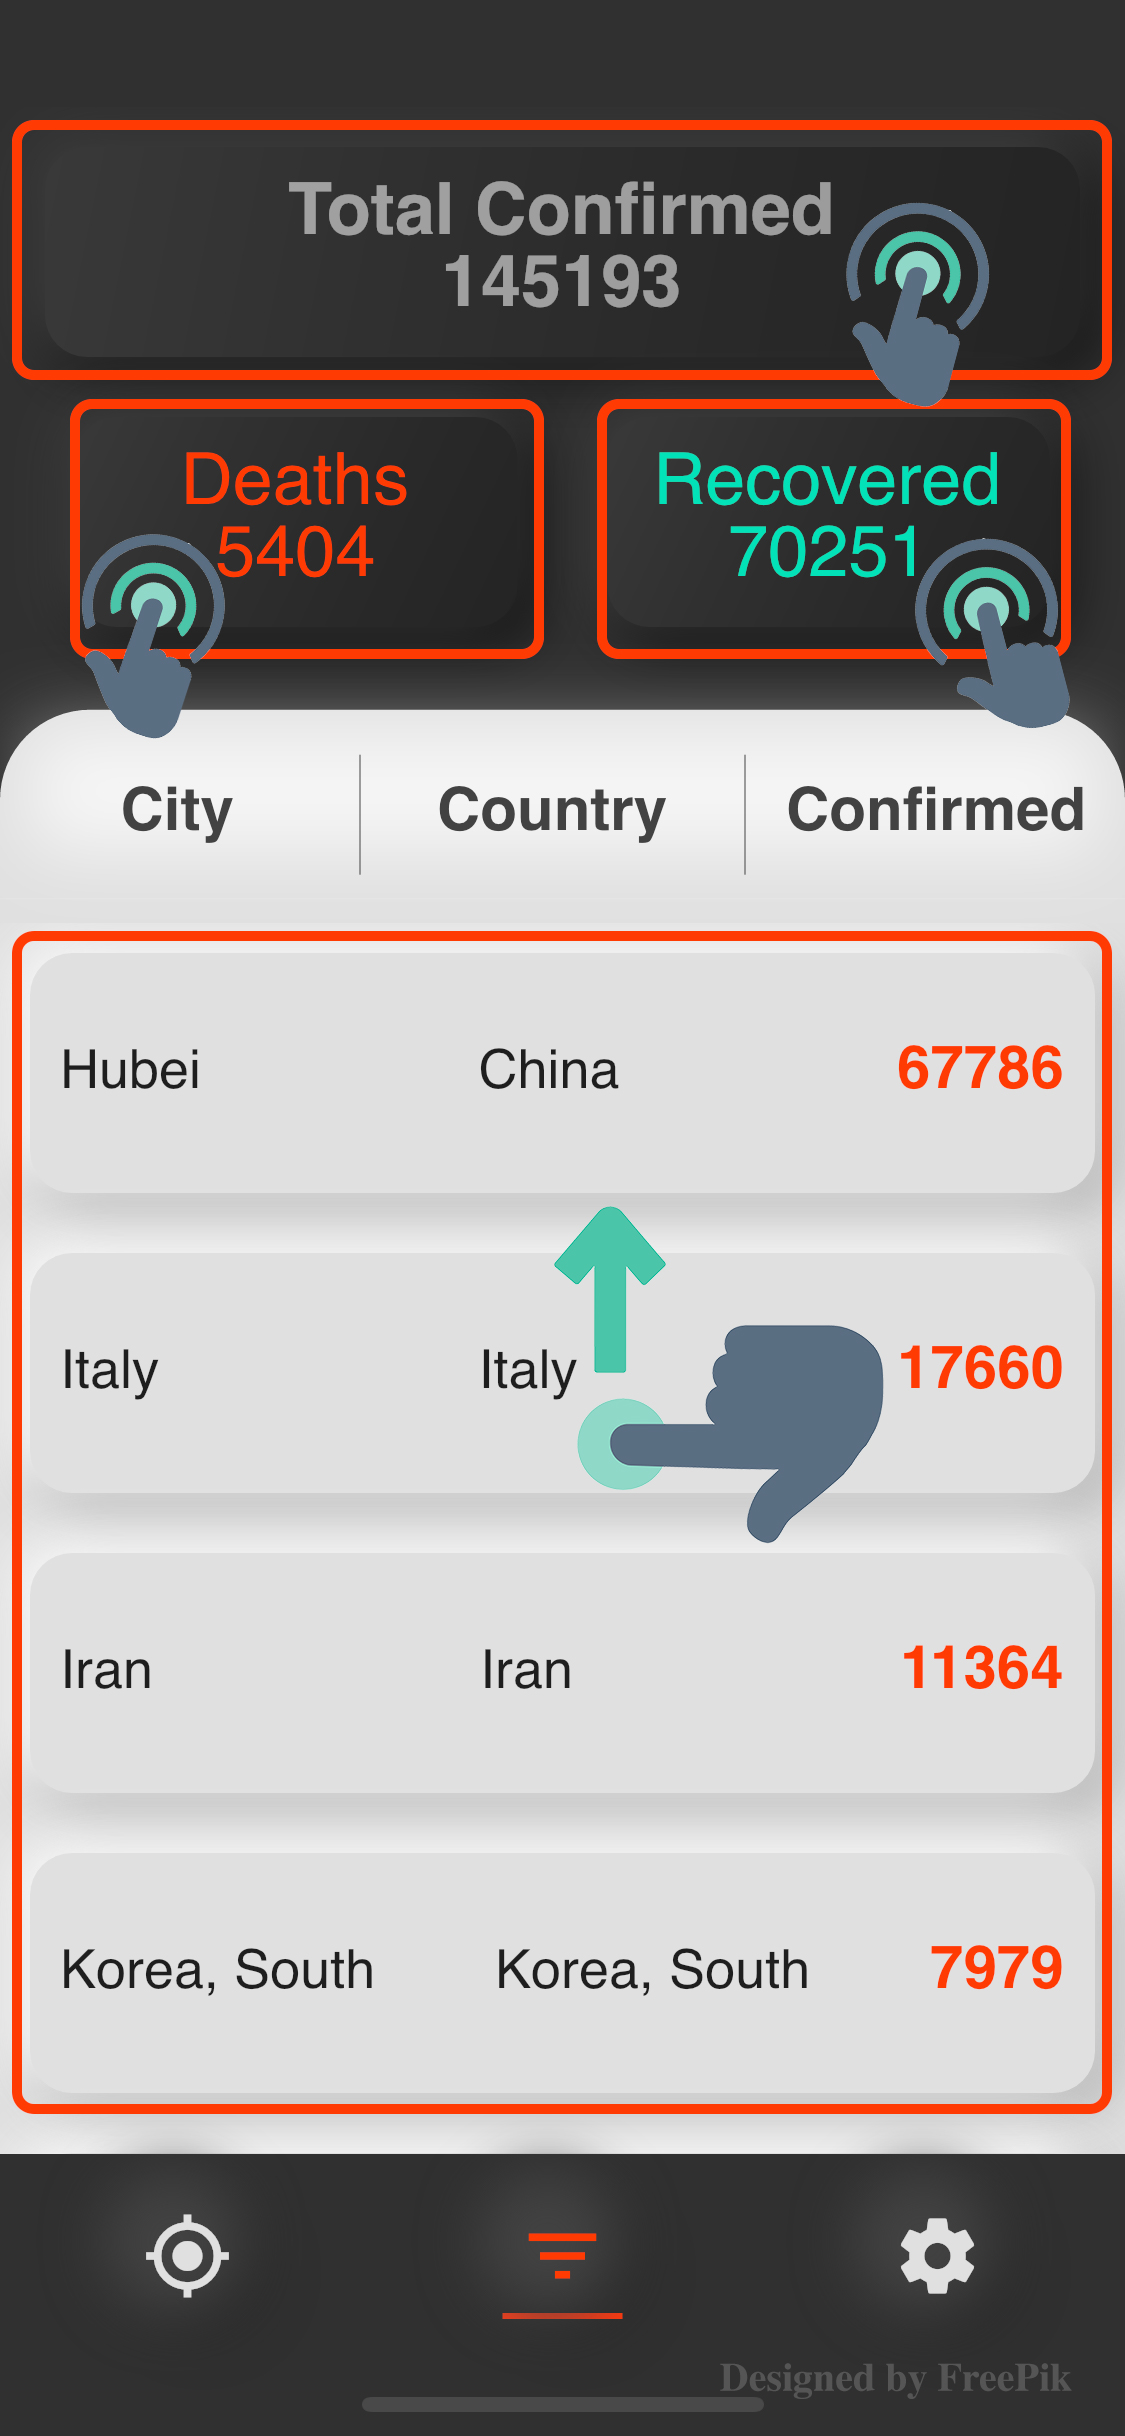 Total Confirmed
145193
Deaths
5404
Recovered
70251
City Country Confirmed
Hubei China 67786
Italy Italy 17660
Iran Iran 11364
Korea, South Korea, South 7979
Designed by FreePik